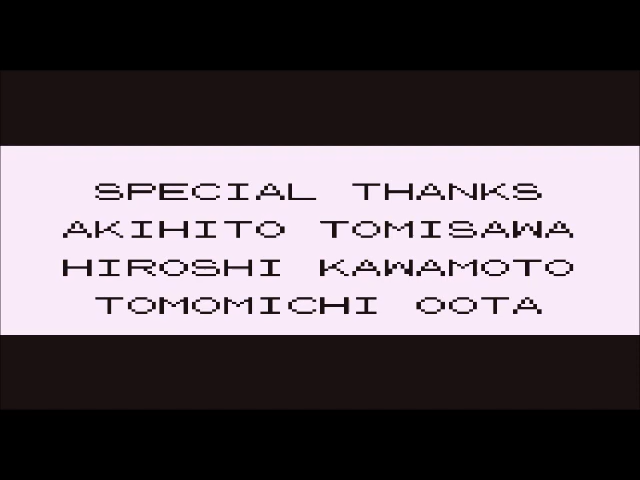 SPECIAL THANKS
AKIHITO TOMISAWA
HIROSHI KAWAMOTO
TOMOMICHI OOTA